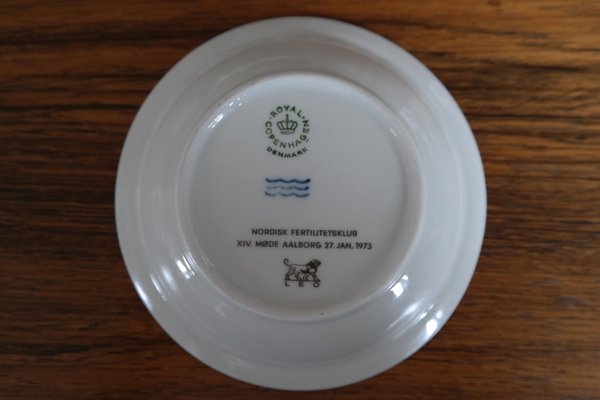 ROYAL
COPENHAGEN
DENMARK
NORDISK FERTILITETSKLUB
XIV. MØDE AALBORG 27. JAN. 1973
LEO